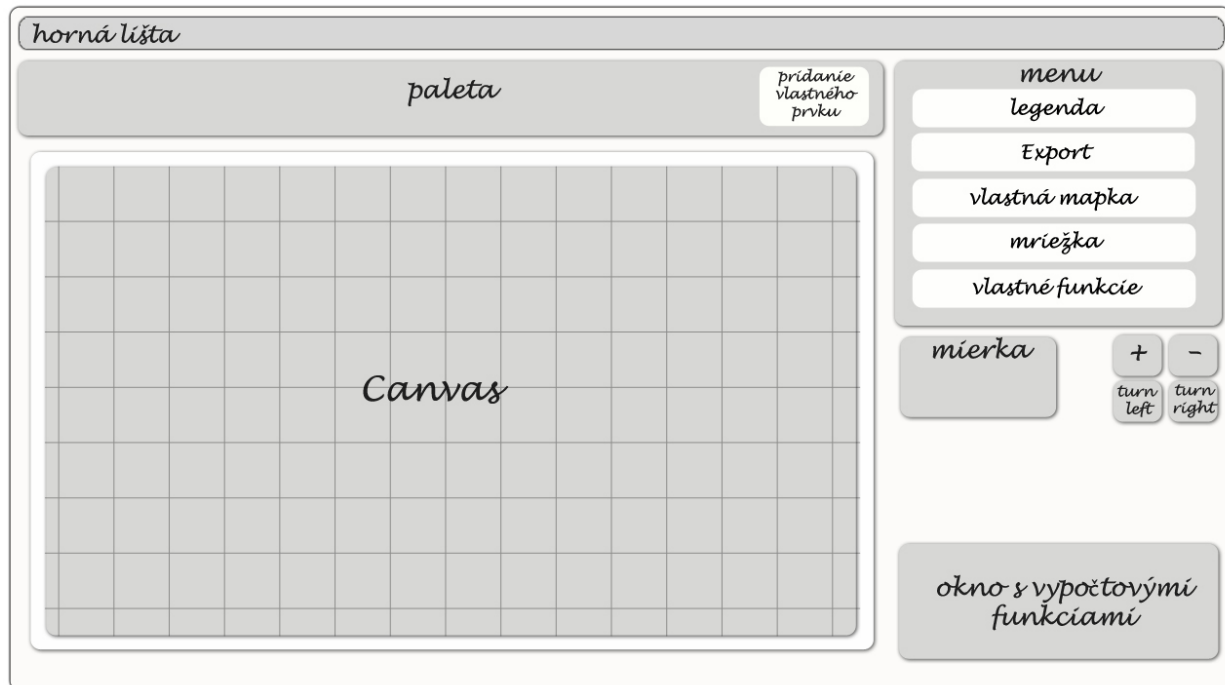 horná lišta
paleta
pridanie
vlastného
prvku
menu
legenda
Export
vlastná mapka
mriežka
vlastné funkcie
Canvas
mierka
+ -
turn
left
turn
right
okno s vypočtovými
funkciami